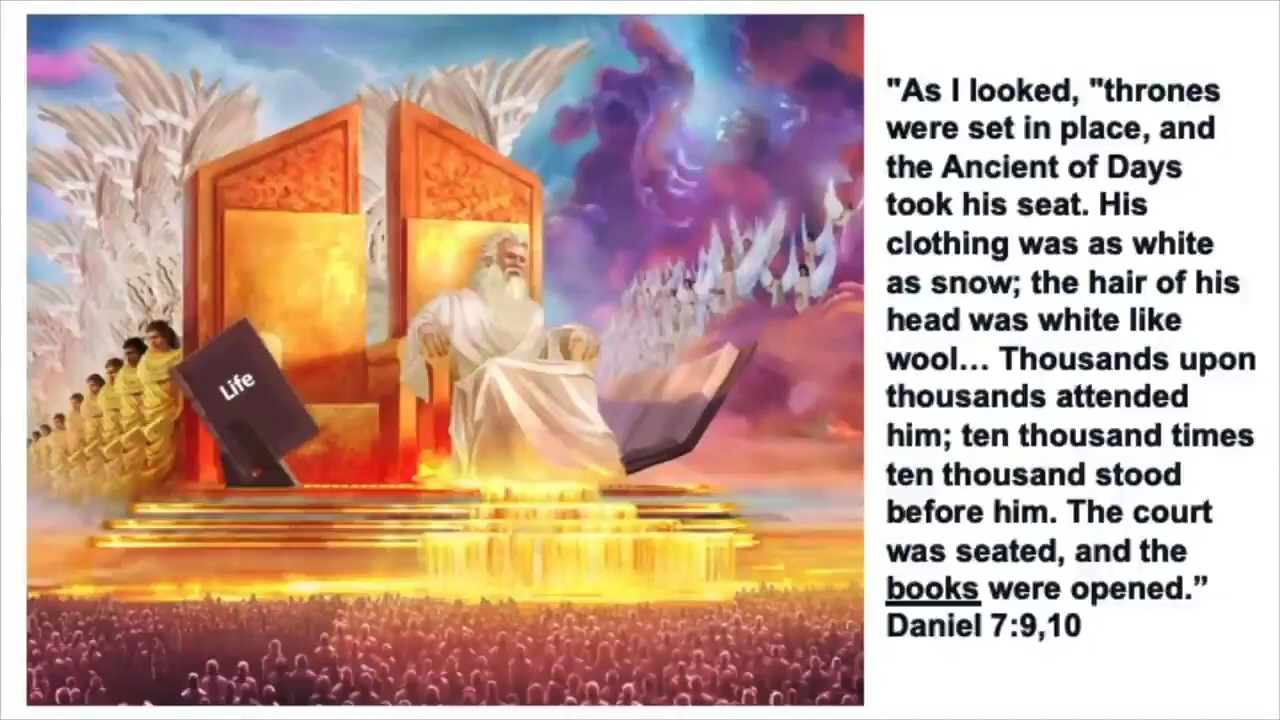 Life
"As I looked, "thrones
were set in place, and
the Ancient of Days
took his seat. His
clothing was as white
as snow; the hair of his
head was white like
wool... Thousands upon
thousands attended
him; ten thousand times
ten thousand stood
before him. The court
was seated, and the
books were opened.”
Daniel 7:9,10